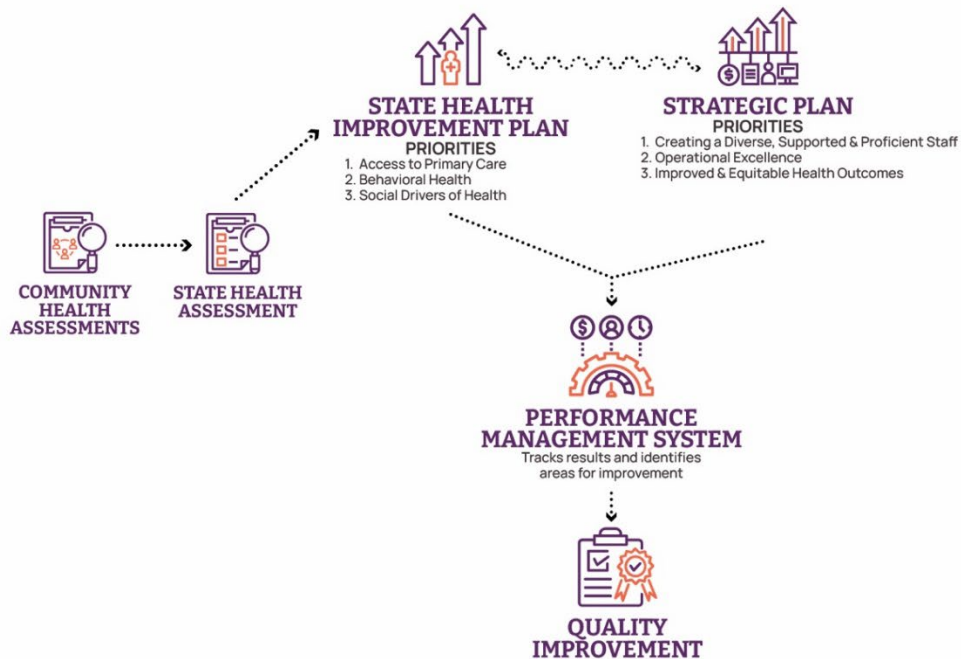 STATE HEALTH
IMPROVEMENT PLAN
PRIORITIES
1. Access to Primary Care
2. Behavioral Health
3. Social Drivers of Health
STRATEGIC PLAN
PRIORITIES
1. Creating a Diverse, Supported & Proficient Staff
2. Operational Excellence
3. Improved & Equitable Health Outcomes
COMMUNITY
HEALTH
ASSESSMENTS
STATE HEALTH
ASSESSMENT
PERFORMANCE
MANAGEMENT SYSTEM
Tracks results and identifies
areas for improvement
QUALITY
IMPROVEMENT